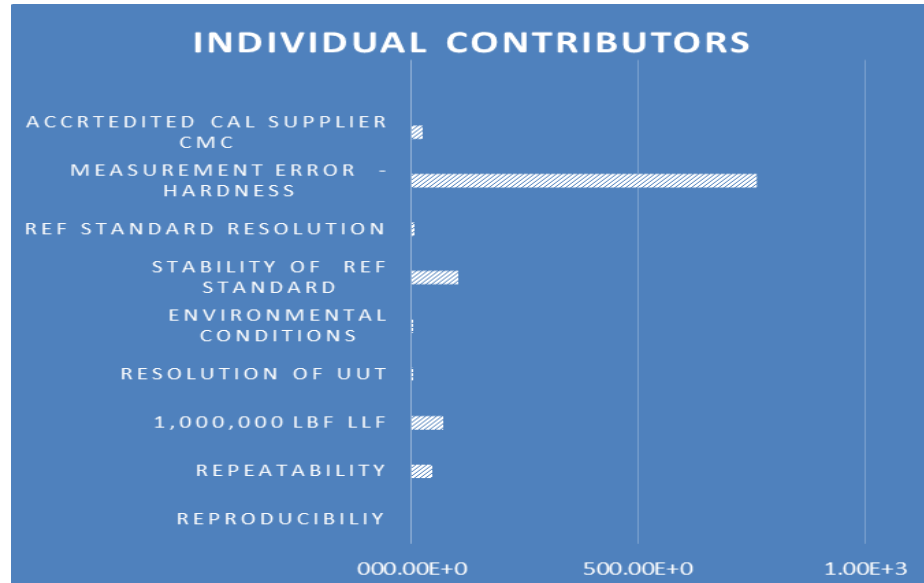 INDIVIDUAL CONTRIBUTORS
ACCRTEDITED CAL SUPPLIER
CMC
MEASUREMENT ERROR -
HARDNESS
REF STANDARD RESOLUTION
STABILITY OF REF
STANDARD
ENVIRONMENTAL
CONDITIONS
RESOLUTION OF UUT
1,000,000 LBF LLF
REPEATABILITY
REPRODUCIBILIY
000.00E+0 500.00E+0 1.00E+3